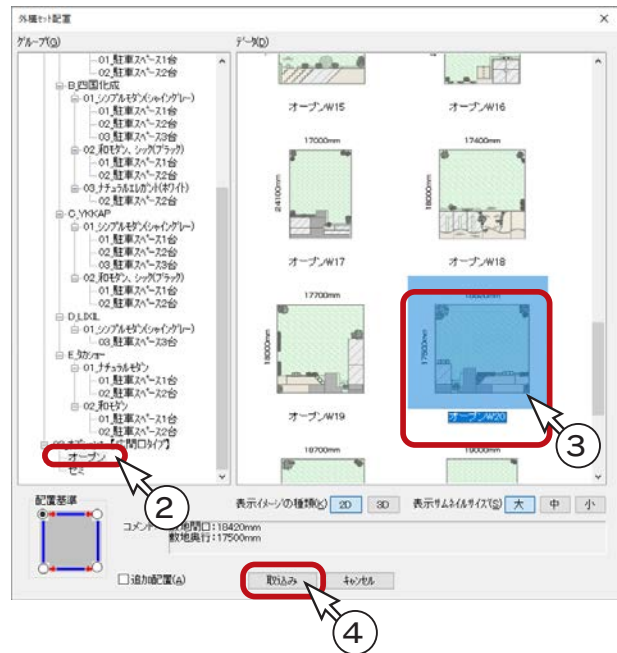 外構セット配置
グループ(G)
01_駐車スペース1台
02_駐車スペース2台
B_四国化成
01_シンプルモダン(シャイングレー)
01_駐車スペース1台
02_駐車スペース2台
03_駐車スペース3台
02_和モダン、シック(ブラック)
01_駐車スペース1台
02_駐車スペース2台
03_ナチュラルエレガント(ホワイト)
02_駐車スペース2台
C_YKKAP
01_シンプルモダン(シャイングレー)
01_駐車スペース1台
02_駐車スペース2台
03_駐車スペース3台
02_和モダン、シック(ブラック)
01_駐車スペース1台
02_駐車スペース2台
D_LIXIL
01_シンプルモダン(シャイングレー)
03_駐車スペース3台
E_タカショー
01_ナチュラルモダン
01_駐車スペース1台
02_駐車スペース2台
02_和モダン
01_駐車スペース1台
02_駐車スペース2台
【広間口タイプ】
オープン
セミ
②
データ(D)
オープンW15
オープンW16
17000mm
24100mm
オープンW17
17400mm
18000mm
オープンW18
17700mm
18000mm
オープンW19
17500mm
オープンW20
③
18700mm
19000mm
配置基準
表示イメージの種類(K)
2D
3D
表示サムネイルサイズ(S)
大
中
小
コメント
敷地間口:18420mm
敷地奥行:17500mm
追加配置(A)
取込み
キャンセル
④